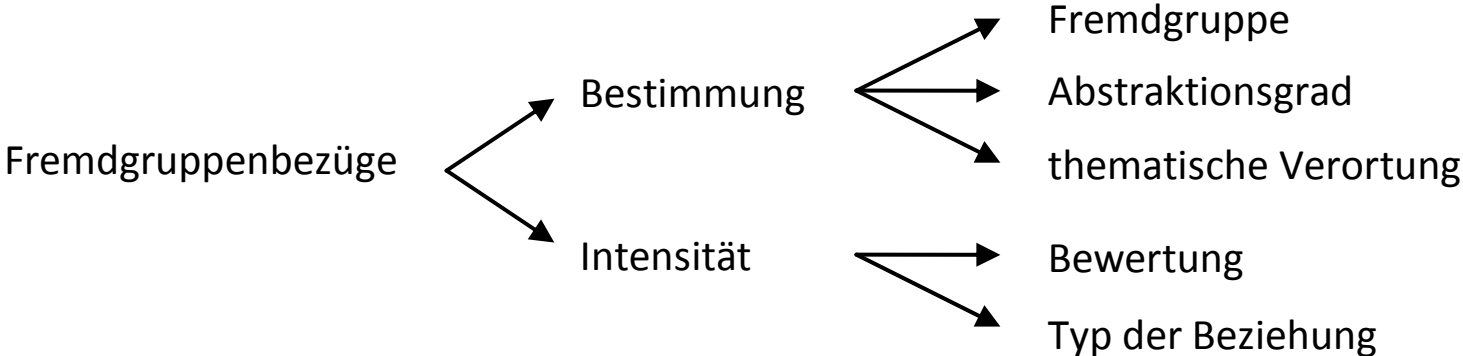 Fremdgruppenbezüge
Bestimmung
Fremdgruppe
Abstraktionsgrad
thematische Verortung
Intensität
Bewertung
Typ der Beziehung